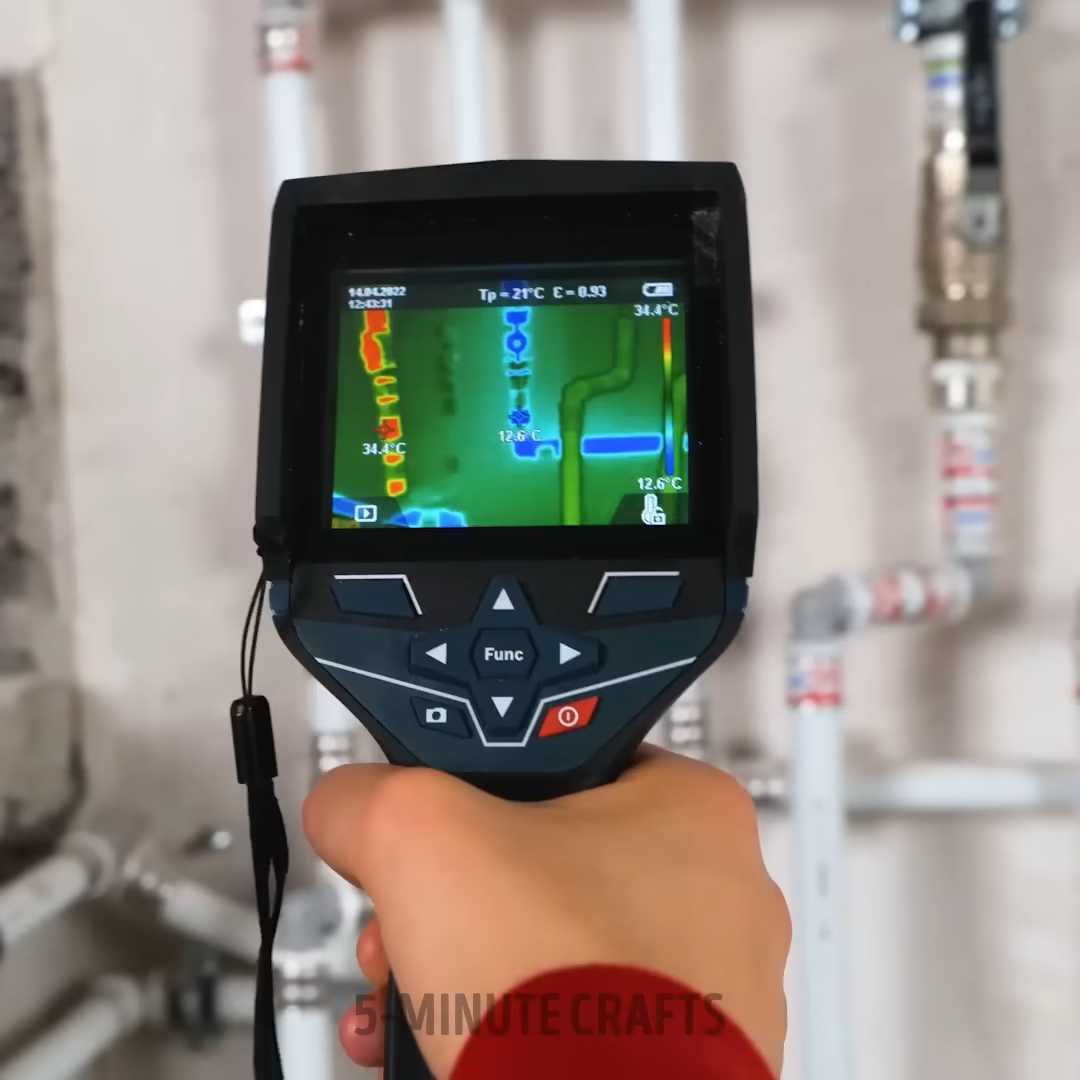 14.04.2022
12:43:31
Tp = 21°C ε = 0.93
34.4°C
34.4°C
12.6°C
12.6°C
Func
5-MINUTE CRAFTS